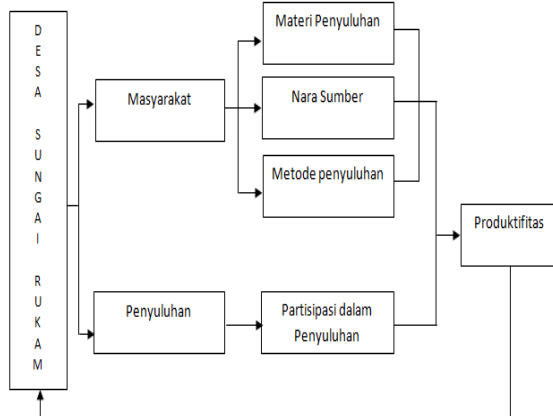 D
E
S
A
S
U
N
G
A
I
R
U
K
A
M
Masyarakat
Materi Penyuluhan
Nara Sumber
Metode penyuluhan
Produktifitas
Penyuluhan
Partisipasi dalam
Penyuluhan